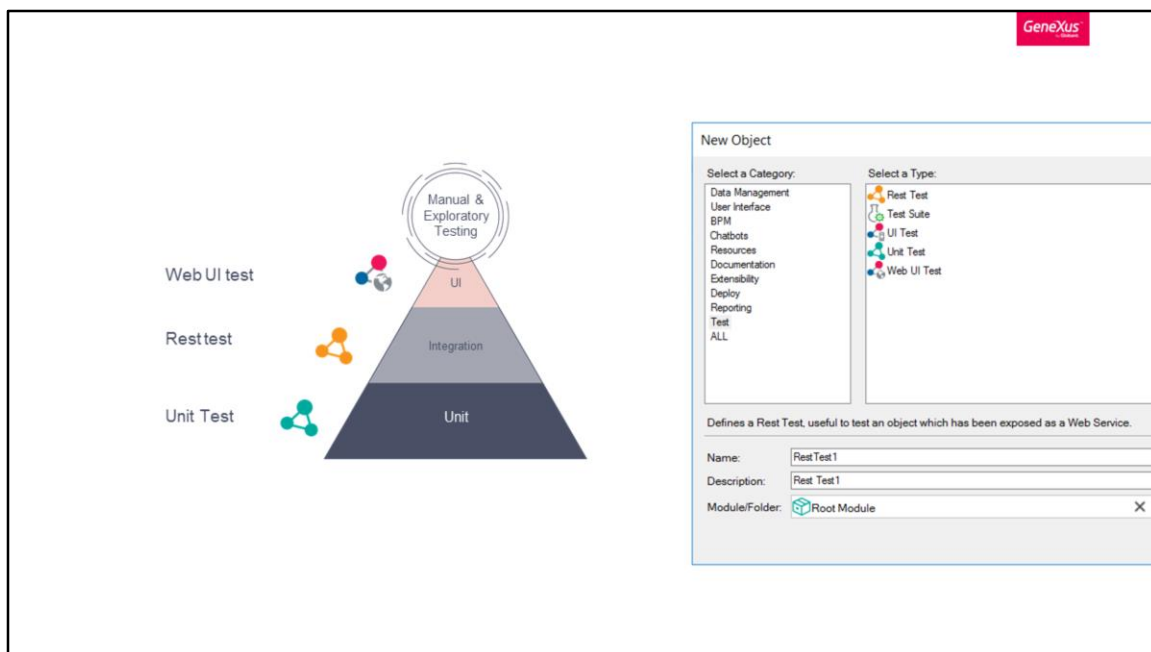 GeneXus
Manual &
Exploratory
Testing
Web UI test
UI
Rest test
Integration
Unit Test
Unit
New Object
Select a Category:
Data Management
User Interface
BPM
Chatbots
Resources
Documentation
Extensibility
Deploy
Reporting
Test
ALL
Select a Type:
Rest Test
Test Suite
UI Test
Unit Test
Web UI Test
Defines a Rest Test, useful to test an object which has been exposed as a Web Service.
Name: RestTest1
Description: Rest Test1
Module/Folder: Root Module